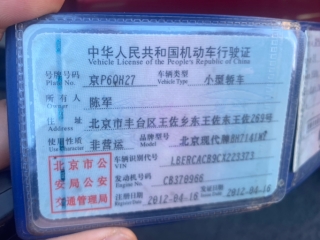 中华人民共和国机动车行驶证
Vehicle License of the People's Republic of China
号牌号码 京P6QH27 车辆类型 小型轿车
Plate No. Vehicle Type
所有人 陈军
Owner
住址 北京市丰台区王佐乡东王佐东王佐269号
Address
使用性质 非营运 品牌型号 北京现代牌BH7141MY
Use Character Model
北京市公 车辆识别代号 LBERCACB9CX225373
VIN
安局公安 发动机号码 CB370966
Engine No.
交通管理局 注册日期 2012-04-16 发证日期 2012-04-16
Register Date Issue Date